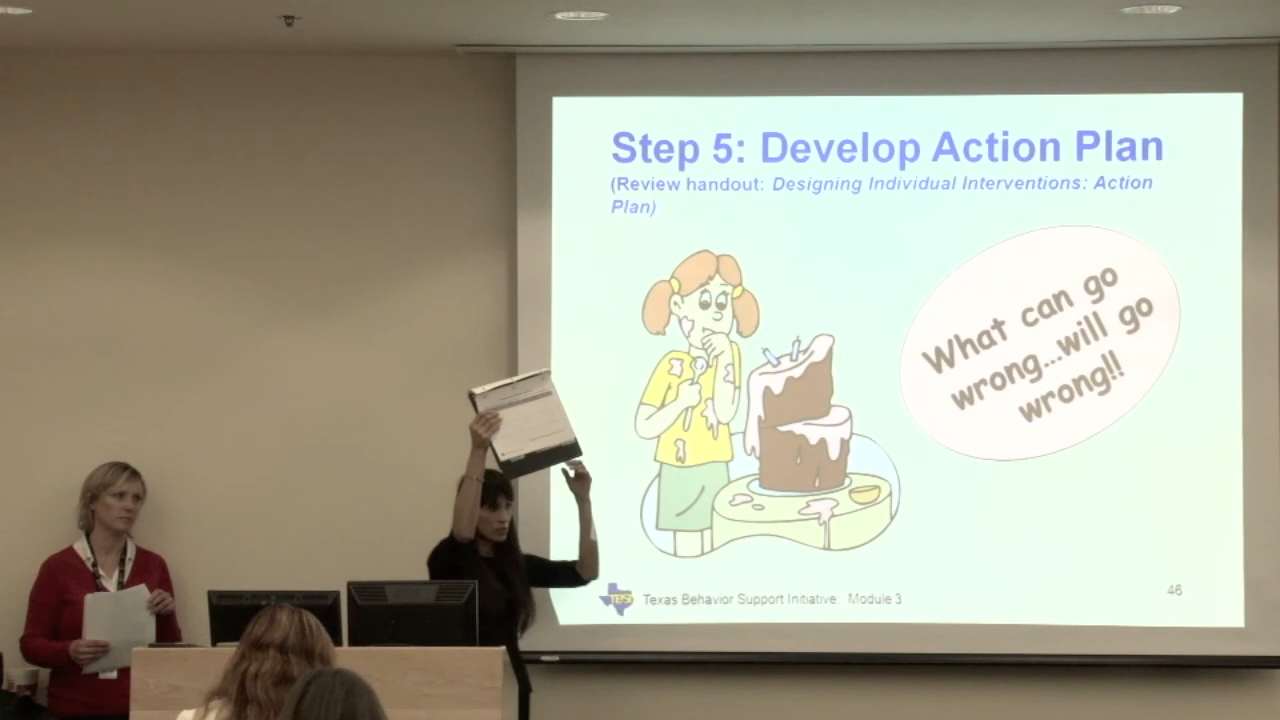 Step 5: Develop Action Plan
(Review handout: Designing Individual Interventions: Action
Plan)
What can go
wrong...will go
wrong!!
TBSI
Texas Behavior Support Initiative: Module 3
46